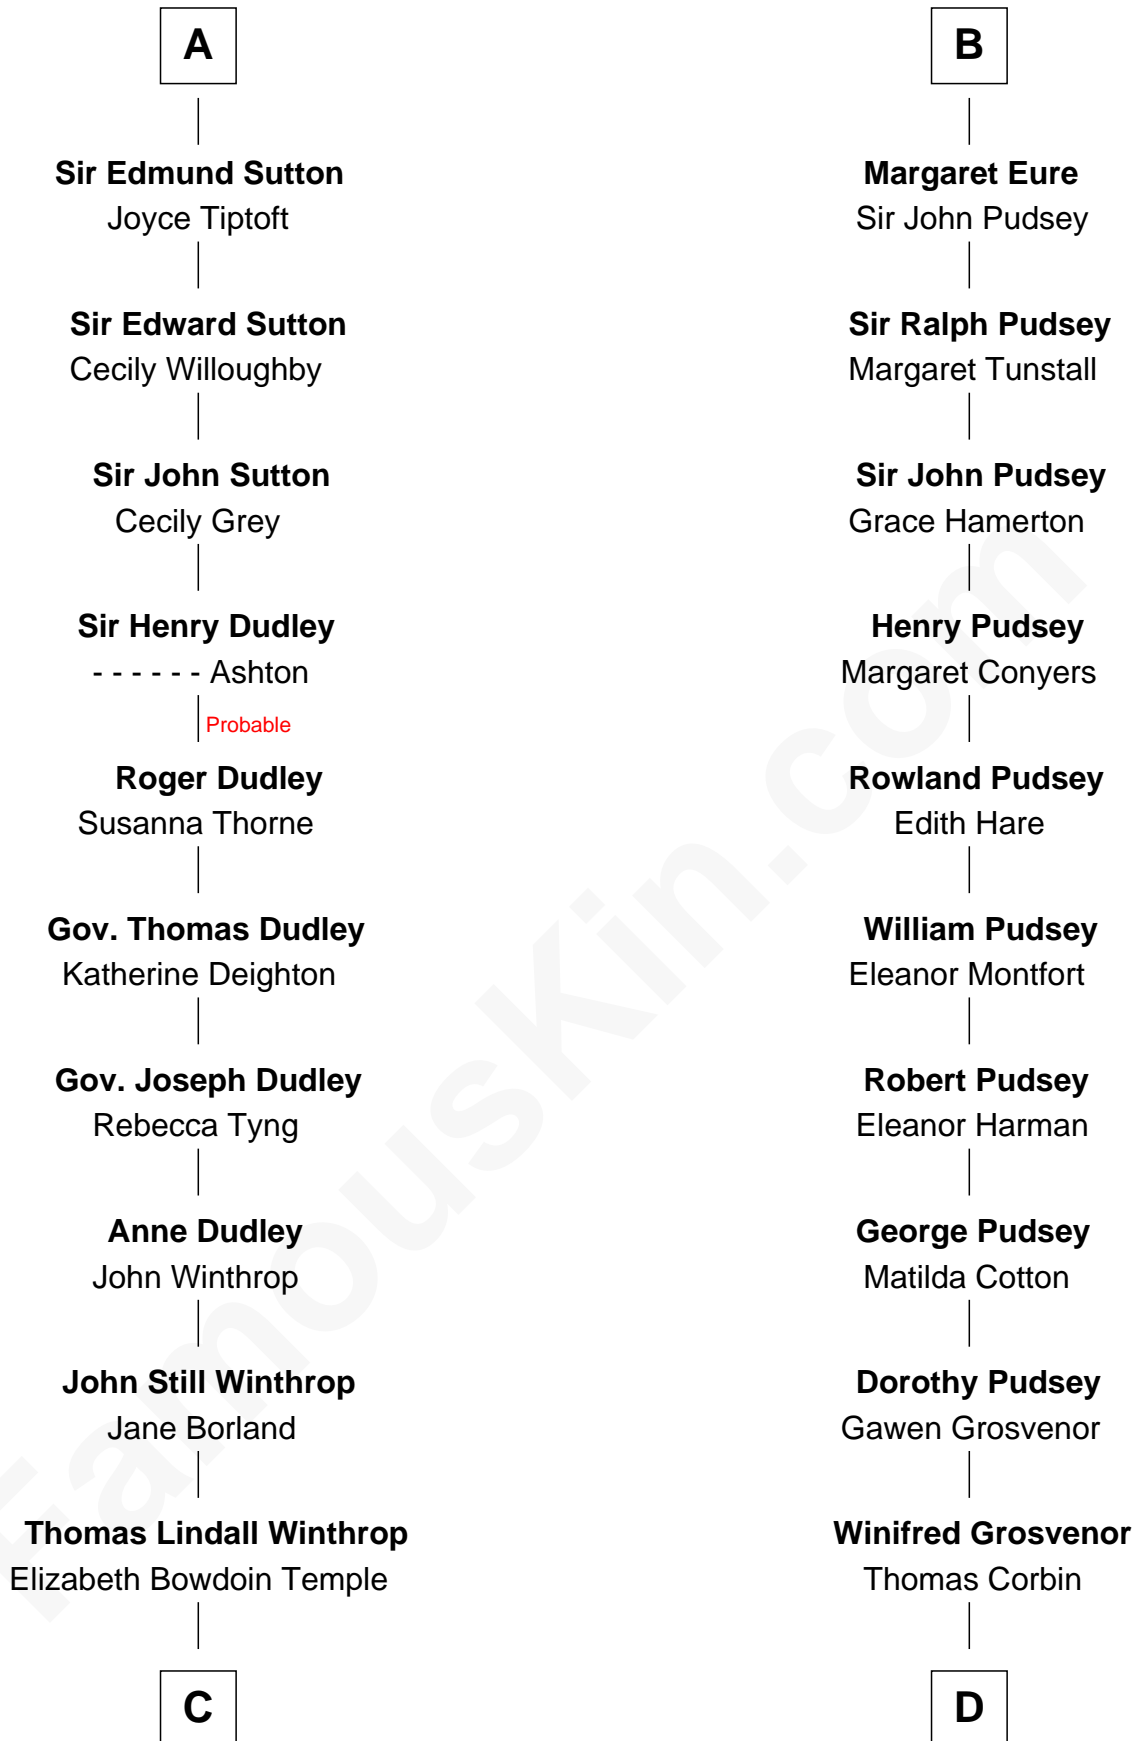 A
Sir Edmund Sutton
Joyce Tiptoft
Sir Edward Sutton
Cecily Willoughby
Sir John Sutton
Cecily Grey
Sir Henry Dudley
- - - - - - Ashton
Probable
Roger Dudley
Susanna Thorne
Gov. Thomas Dudley
Katherine Deighton
Gov. Joseph Dudley
Rebecca Tyng
Anne Dudley
John Winthrop
John Still Winthrop
Jane Borland
Thomas Lindall Winthrop
Elizabeth Bowdoin Temple
C
B
Margaret Eure
Sir John Pudsey
Sir Ralph Pudsey
Margaret Tunstall
Sir John Pudsey
Grace Hamerton
Henry Pudsey
Margaret Conyers
Rowland Pudsey
Edith Hare
William Pudsey
Eleanor Montfort
Robert Pudsey
Eleanor Harman
George Pudsey
Matilda Cotton
Dorothy Pudsey
Gawen Grosvenor
Winifred Grosvenor
Thomas Corbin
D
FamousKin.com